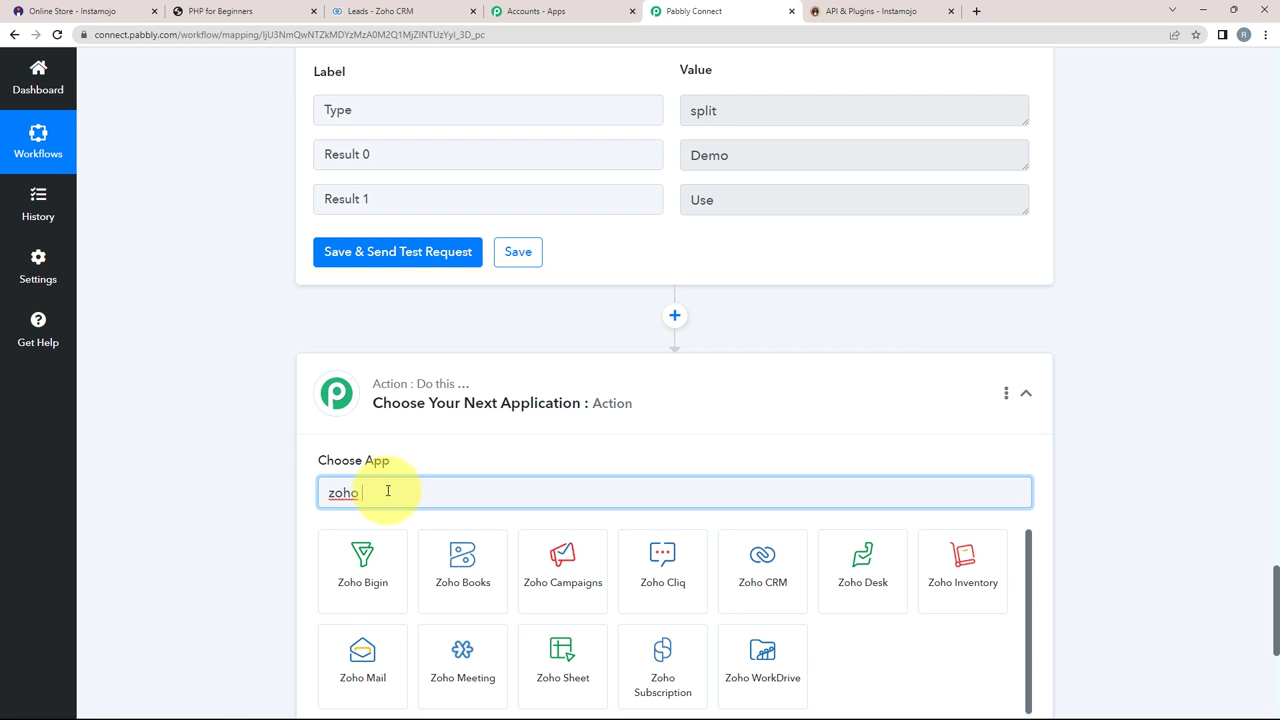 Online Store - Instamojo
PHP for Beginners
Leads - Zoho CRM
Accounts - Apps
Pabbly Connect
API & Plugins - Instamojo
connect.pabbly.com/workflow/mapping/IjU3NmQwNTZkMDYzMzA0M2Q1MjZlNTUzYyI_3D_pc
R
Dashboard
Workflows
History
Settings
Get Help
Label
Value
Type
split
Result 0
Demo
Result 1
Use
Save & Send Test Request
Save
Action : Do this ...
Choose Your Next Application : Action
Choose App
zoho
Zoho Bigin
Zoho Books
Zoho Campaigns
Zoho Cliq
Zoho CRM
Zoho Desk
Zoho Inventory
Zoho Mail
Zoho Meeting
Zoho Sheet
Zoho
Subscription
Zoho WorkDrive